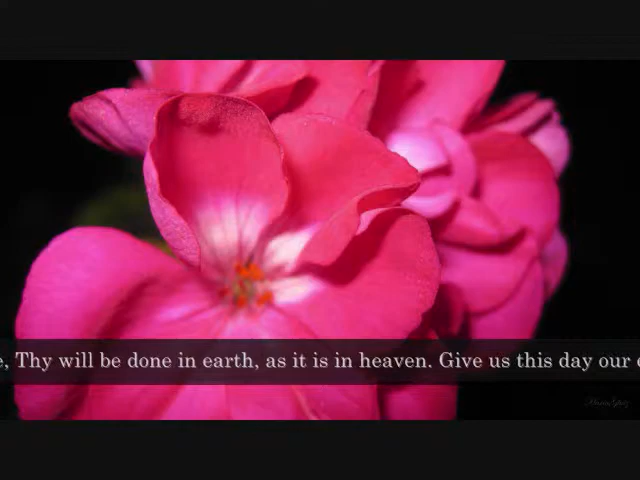 , Thy will be done in earth, as it is in heaven. Give us this day our